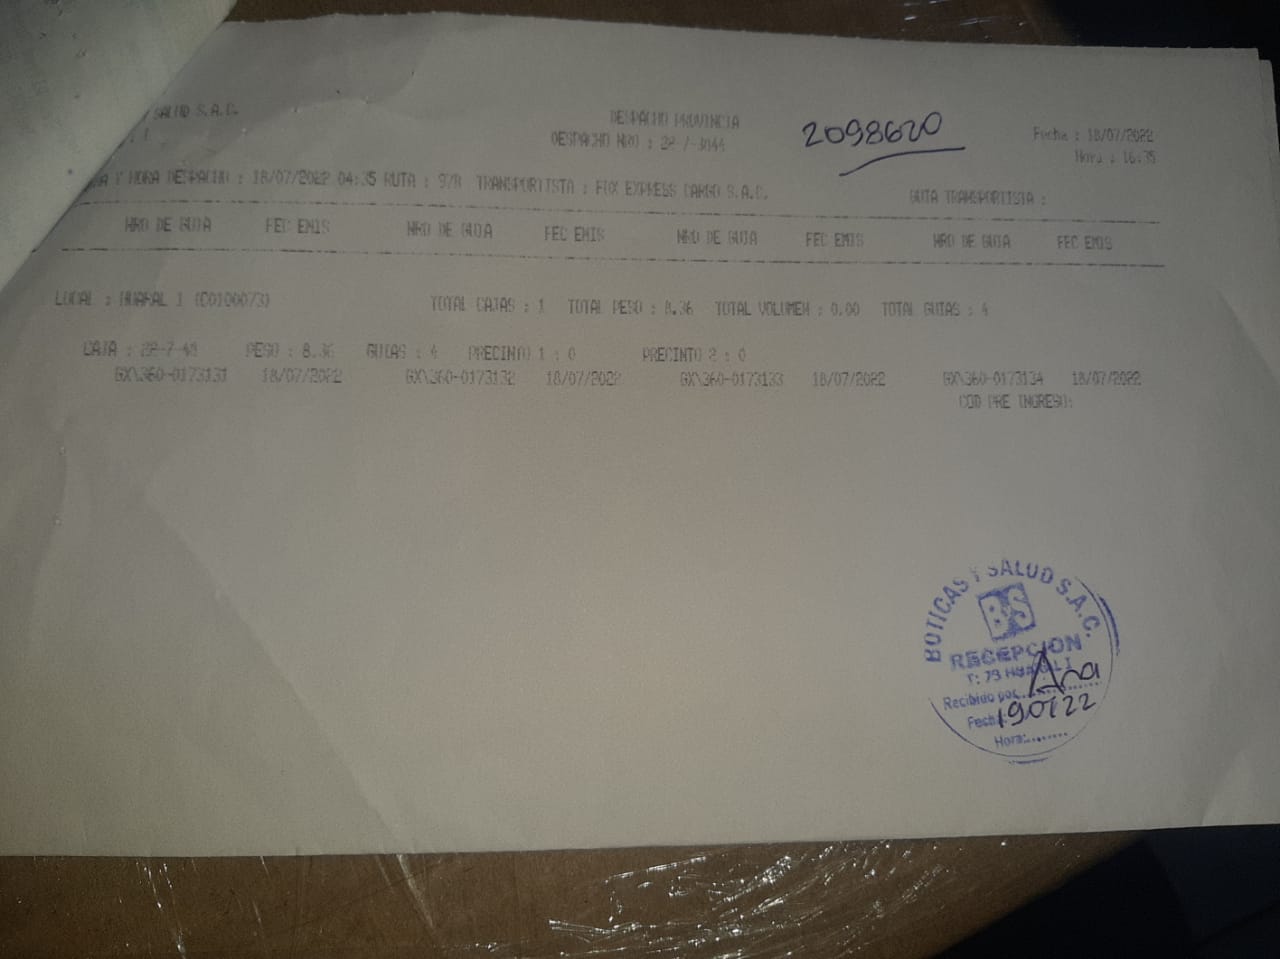 SALUD S.A.C.
DESPACHO PROVINCIA
2098620
Fecha : 18/07/2022
DESPACHO NRO : 22-7-3044
Hora : 16:35
Y HORA DESPACHO : 18/07/2022 04:35 RUTA : 97B TRANSPORTISTA : FOX EXPRESS CARGO S.A.C. GUIA TRANSPORTISTA :
NRO DE GUIA FEC EMIS NRO DE GUIA FEC EMIS NRO DE GUIA FEC EMIS NRO DE GUIA FEC EMIS
LOCAL : HUARAL 1 (C0100073) TOTAL CAJAS : 1 TOTAL PESO : 8.36 TOTAL VOLUMEN : 0.00 TOTAL GUIAS : 4
CAJA : 22-7-48 PESO : 8.36 GUIAS : 4 PRECINTO 1 : 0 PRECINTO 2 : 0
GX\360-0173131 18/07/2022 GX\360-0173132 18/07/2022 GX\360-0173133 18/07/2022 GX\360-0173134 18/07/2022
COD PRE INGRESO:
BOTICAS Y SALUD S.A.C.
BS
RECEPCION
T: 73 HUARAL I
Recibido por: Ana
Fecha: 190722
Hora:........